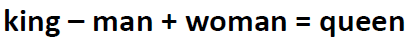 king – man + woman = queen